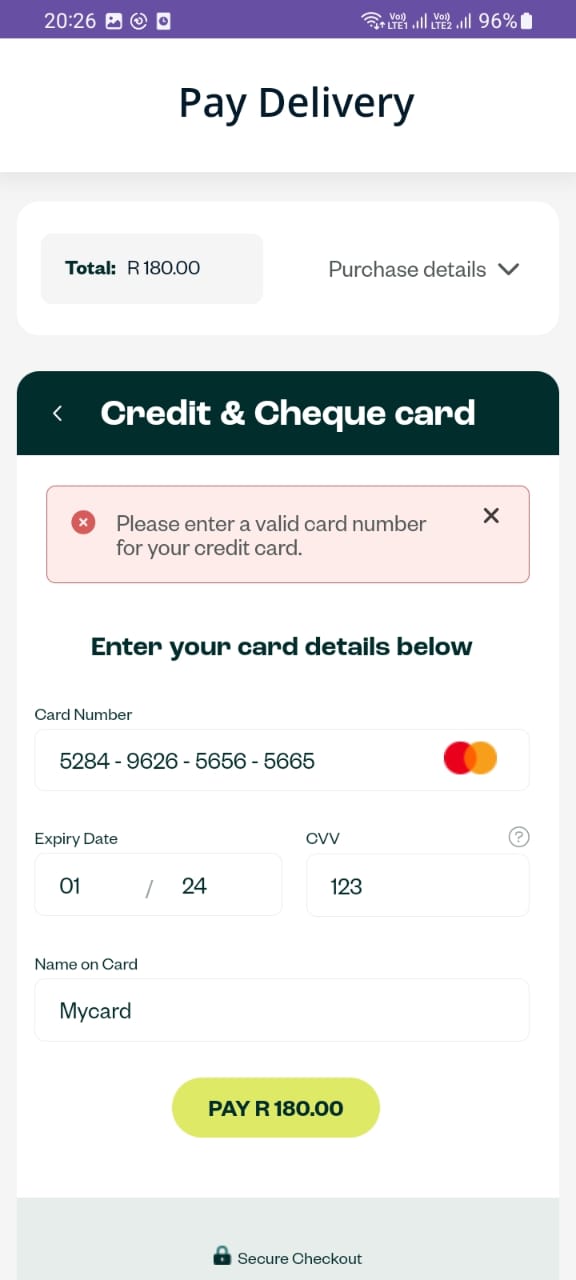 20:26 Vo) LTE1 Vo) LTE2 96%
Pay Delivery
Total: R 180.00 Purchase details
Credit & Cheque card
Please enter a valid card number
for your credit card.
Enter your card details below
Card Number
5284 - 9626 - 5656 - 5665
Expiry Date CVV ?
01 / 24 123
Name on Card
Mycard
PAY R 180.00
Secure Checkout